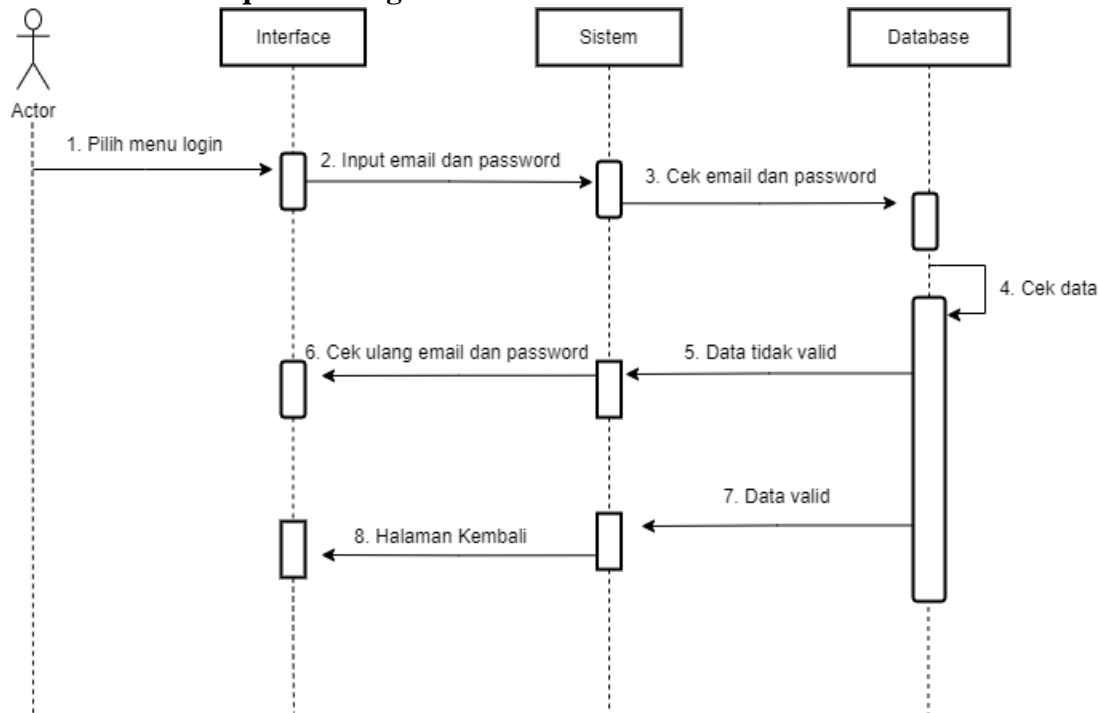 Interface
Sistem
Database
Actor
1. Pilih menu login
2. Input email dan password
3. Cek email dan password
4. Cek data
5. Data tidak valid
6. Cek ulang email dan password
7. Data valid
8. Halaman Kembali